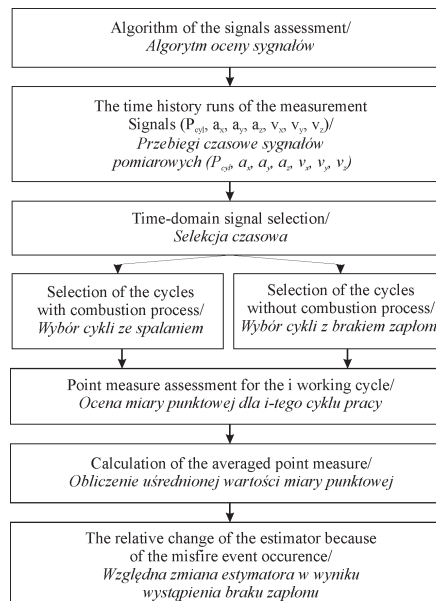 Algorithm of the signals assessment/
Algorytm oceny sygnałów
The time history runs of the measurement
Signals (Pcyl, ax, ay, az, vx, vy, vz)/
Przebiegi czasowe sygnałów
pomiarowych (Pcyl, ax, ay, az, vx, vy, vz)
Time-domain signal selection/
Selekcja czasowa
Selection of the cycles
with combustion process/
Wybór cykli ze spalaniem
Selection of the cycles
without combustion process/
Wybór cykli z brakiem zapłonu
Point measure assessment for the i working cycle/
Ocena miary punktowej dla i-tego cyklu pracy
Calculation of the averaged point measure/
Obliczenie uśrednionej wartości miary punktowej
The relative change of the estimator because
of the misfire event occurence/
Względna zmiana estymatora w wyniku
wystąpienia braku zapłonu